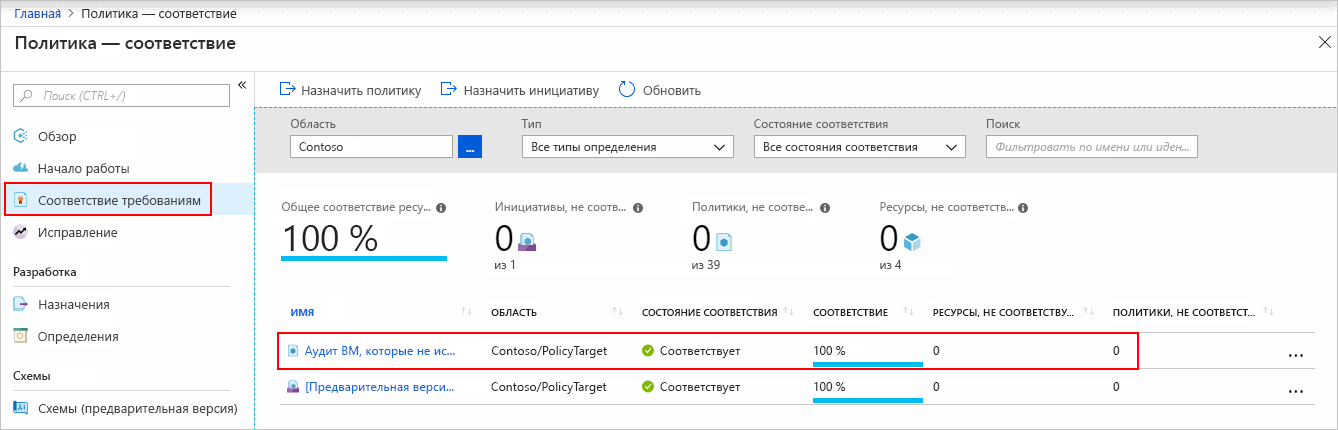 Главная > Политика — соответствие
Политика — соответствие
Поиск (CTRL+/)
Обзор
Начало работы
Соответствие требованиям
Исправление
Разработка
Назначения
Определения
Схемы
Схемы (предварительная версия)
Назначить политику Назначить инициативу Обновить
Область Тип Состояние соответствия Поиск
Contoso ... Все типы определения Все состояния соответствия Фильтровать по имени или иден...
Общее соответствие ресу... Инициативы, не соотв... Политики, не соотве... Ресурсы, не соответств...
100 % 0 0 0
из 1 из 39 из 4
ИМЯ ОБЛАСТЬ СОСТОЯНИЕ СООТВЕТСТВИЯ СООТВЕТСТВИЕ РЕСУРСЫ, НЕ СООТВЕТСТВУ... ПОЛИТИКИ, НЕ СООТВЕТСТ...
Аудит ВМ, которые не ис... Contoso/PolicyTarget Соответствует 100 % 0 0 ...
[Предварительная верси... Contoso/PolicyTarget Соответствует 100 % 0 0 ...